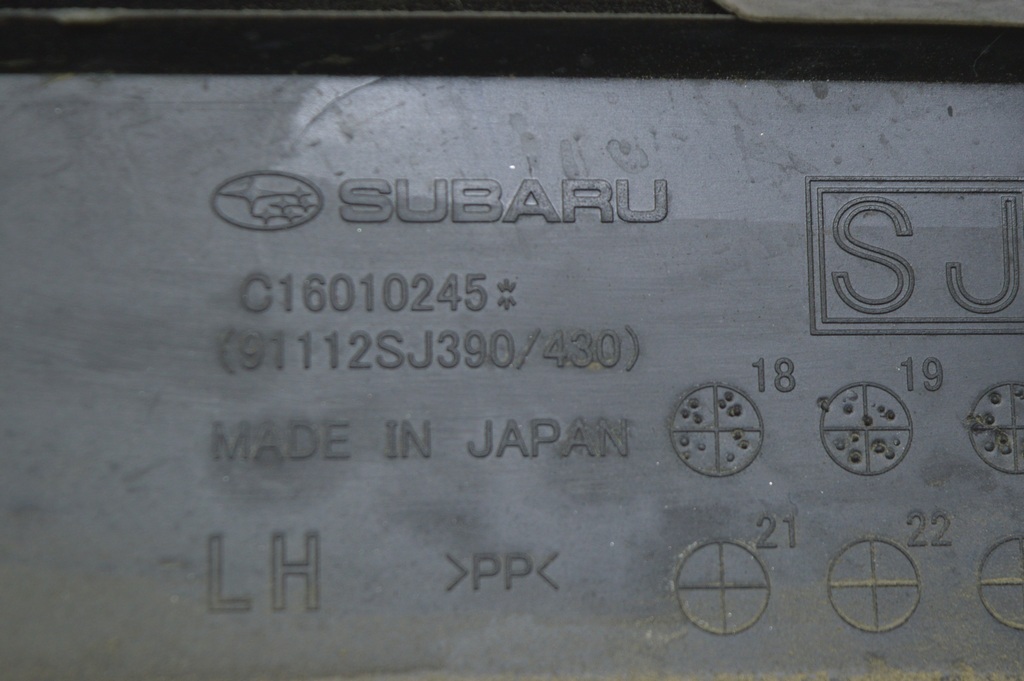 SUBARU
SJ
C16010245*
(91112SJ390/430)
18 19
MADE IN JAPAN
21 22
LH >PP<